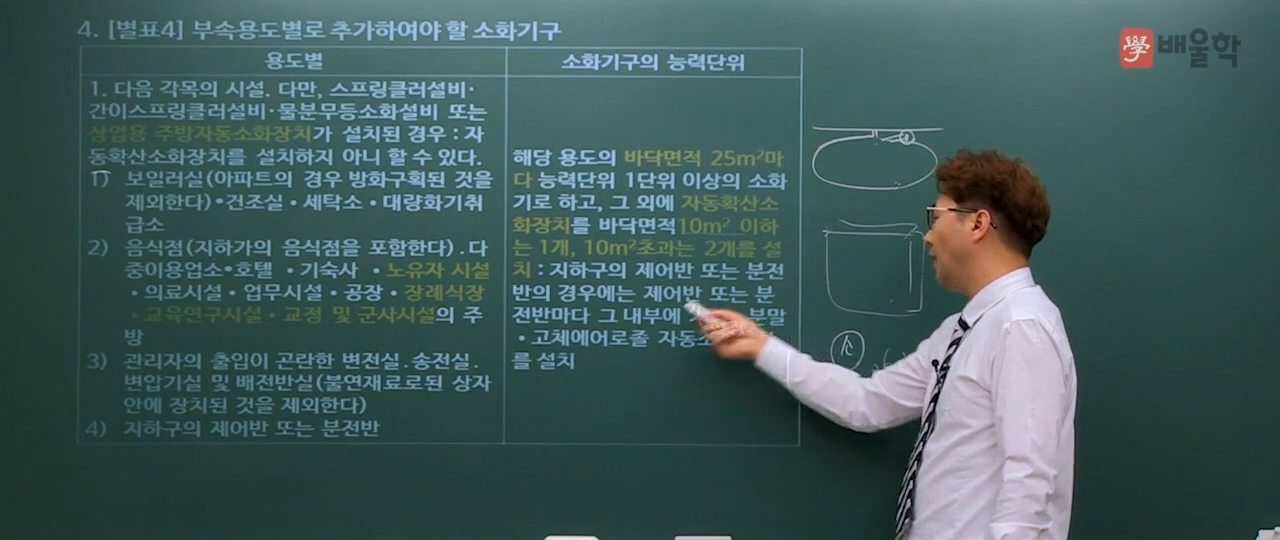 4. [별표4] 부속용도별로 추가하여야 할 소화기구
學 배울학
용도별
소화기구의 능력단위
1. 다음 각목의 시설. 다만, 스프링클러설비·
간이스프링클러설비·물분무등소화설비 또는
상업용 주방자동소화장치가 설치된 경우 : 자
동확산소화장치를 설치하지 아니 할 수 있다.
1) 보일러실(아파트의 경우 방화구획된 것을
제외한다)•건조실•세탁소•대량화기취
급소
2) 음식점(지하가의 음식점을 포함한다).다
중이용업소•호텔 •기숙사 •노유자 시설
•의료시설•업무시설•공장•장례식장
•교육연구시설•교정 및 군사시설의 주
방
3) 관리자의 출입이 곤란한 변전실.송전실.
변압기실 및 배전반실(불연재료로된 상자
안에 장치된 것을 제외한다)
4) 지하구의 제어반 또는 분전반
해당 용도의 바닥면적 25m²마
다 능력단위 1단위 이상의 소화
기로 하고, 그 외에 자동확산소
화장치를 바닥면적10m² 이하
는 1개, 10m²초과는 2개를 설
치 : 지하구의 제어반 또는 분전
반의 경우에는 제어반 또는 분
전반마다 그 내부에 분말
•고체에어로졸
를 설치